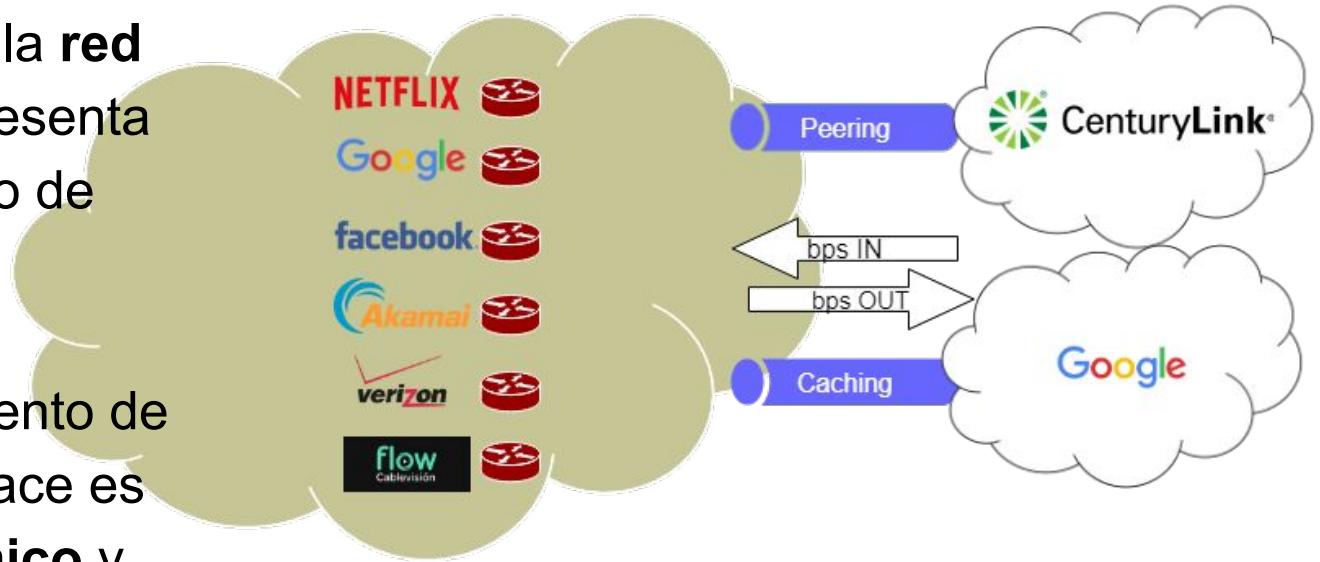 la red
esenta
o de
ento de
ace es
nico y
NETFLIX
Google
facebook
Akamai
verizon
flow
Cablevisión
Peering
CenturyLink
bps IN
bps OUT
Caching
Google